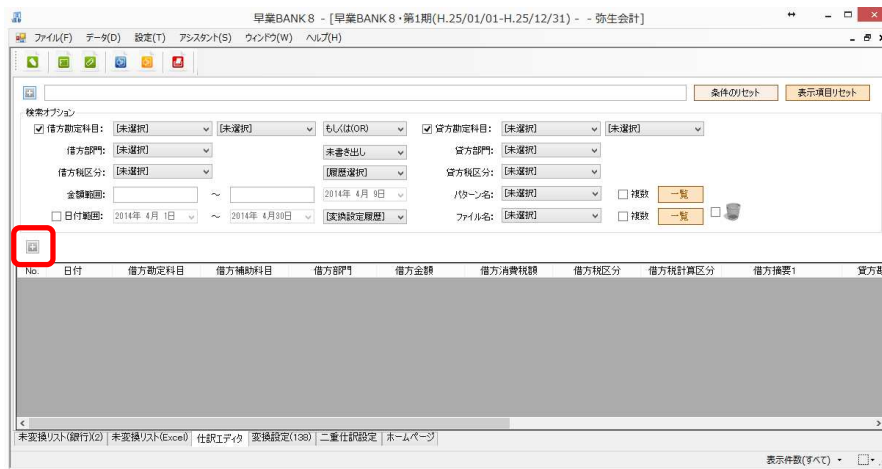 早業BANK８ - [早業BANK８・第1期(H.25/01/01-H.25/12/31) - - 弥生会計]
ファイル(F) データ(D) 設定(T) アシスタント(S) ウィンドウ(W) ヘルプ(H)
条件のリセット 表示項目リセット
検索オプション
借方勘定科目: [未選択] [未選択] もしくは(OR) 貸方勘定科目: [未選択] [未選択]
借方部門: [未選択] 未書き出し 貸方部門: [未選択]
借方税区分: [未選択] [履歴選択] 貸方税区分: [未選択]
金額範囲: ～ 2014年 4月 9日 パターン名: [未選択] 複数 一覧
日付範囲: 2014年 4月 1日 ～ 2014年 4月30日 [変換設定履歴] ファイル名: [未選択] 複数 一覧
No. 日付 借方勘定科目 借方補助科目 借方部門 借方金額 借方消費税額 借方税区分 借方税計算区分 借方摘要1 貸方勘
未変換リスト(銀行)(2) 未変換リスト(Excel) 仕訳エディタ 変換設定(138) 二重仕訳設定 ホームページ
表示件数(すべて)